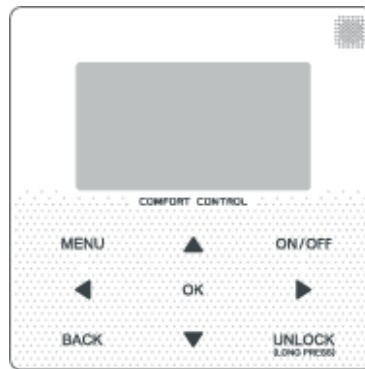 COMFORT CONTROL
MENU
ON/OFF
OK
BACK
UNLOCK
(LONG PRESS)